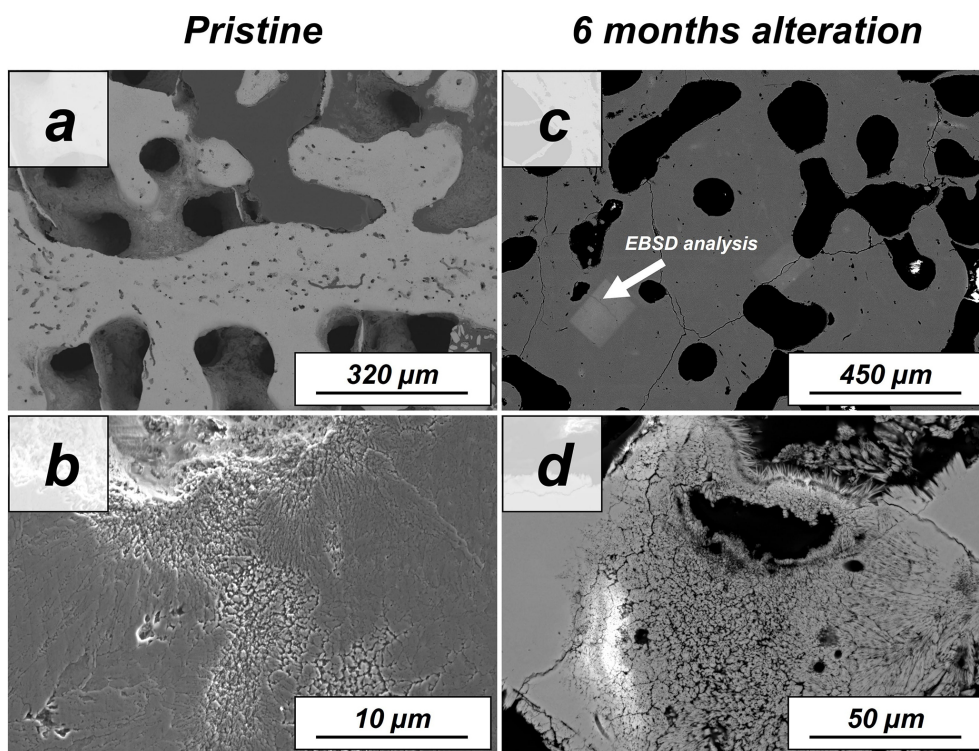 Pristine
6 months alteration
a
c
EBSD analysis
320 µm
450 µm
b
d
10 µm
50 µm